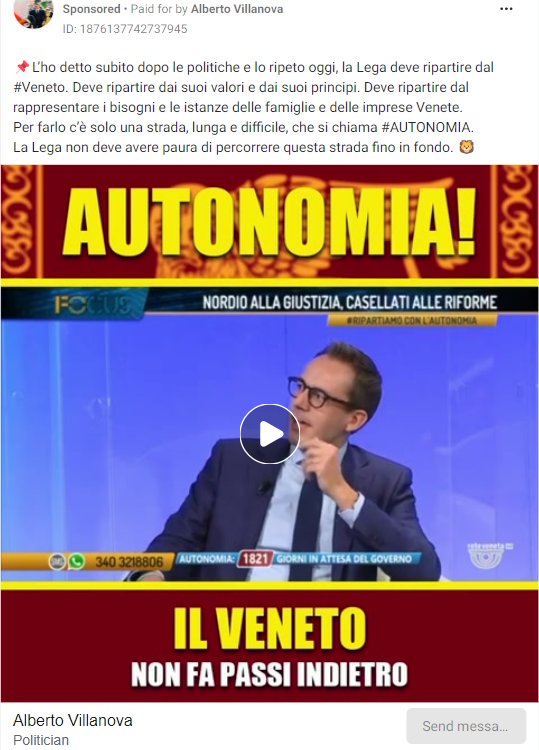 Sponsored • Paid for by Alberto Villanova
ID: 1876137742737945
📌L'ho detto subito dopo le politiche e lo ripeto oggi, la Lega deve ripartire dal
#Veneto. Deve ripartire dai suoi valori e dai suoi principi. Deve ripartire dal
rappresentare i bisogni e le istanze delle famiglie e delle imprese Venete.
Per farlo c'è solo una strada, lunga e difficile, che si chiama #AUTONOMIA.
La Lega non deve avere paura di percorrere questa strada fino in fondo. 🦁
AUTONOMIA!
FOCUS
NORDIO ALLA GIUSTIZIA, CASELLATI ALLE RIFORME
#RIPARTIAMO CON L'AUTONOMIA
SMS 340 3218806
AUTONOMIA: 1821 GIORNI IN ATTESA DEL GOVERNO
rete veneta
IL VENETO
NON FA PASSI INDIETRO
Alberto Villanova
Politician
Send messa...